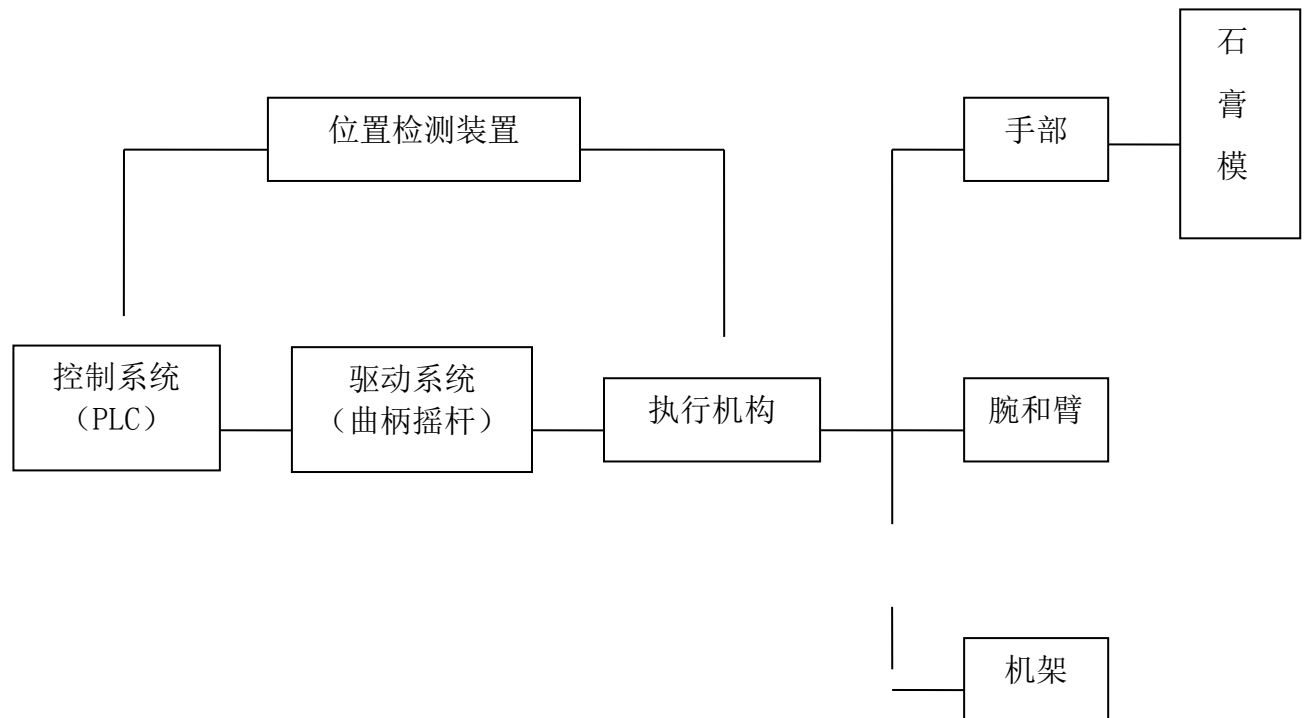 石
膏
模
位置检测装置
手部
控制系统
（PLC）
驱动系统
（曲柄摇杆）
执行机构
腕和臂
机架